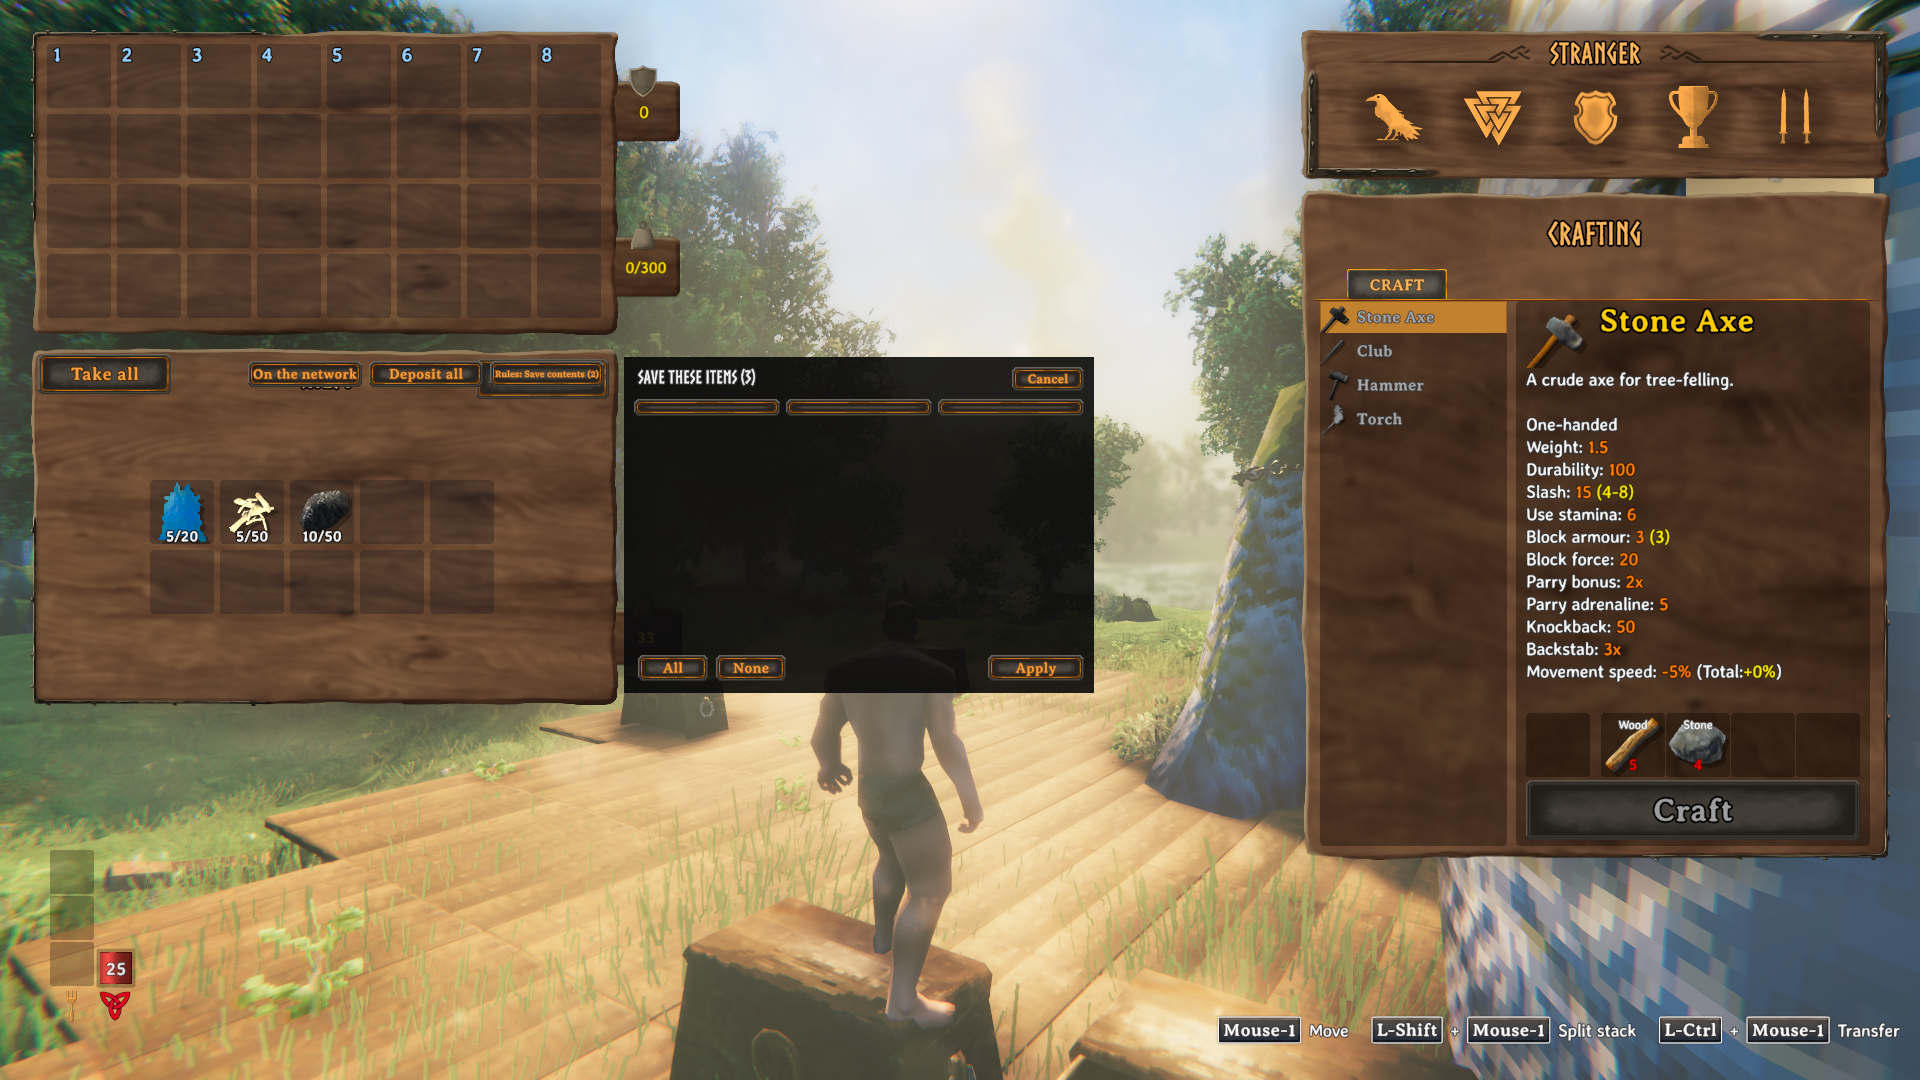 1 2 3 4 5 6 7 8
0
0/300
Take all
On the network
Deposit all
Rules: Save contents (2)
5/20
5/50
10/50
SAVE THESE ITEMS (3)
Cancel
33
All
None
Apply
STRANGER
CRAFTING
CRAFT
Stone Axe
Club
Hammer
Torch
Stone Axe
A crude axe for tree-felling.
One-handed
Weight: 1.5
Durability: 100
Slash: 15 (4-8)
Use stamina: 6
Block armour: 3 (3)
Block force: 20
Parry bonus: 2x
Parry adrenaline: 5
Knockback: 50
Backstab: 3x
Movement speed: -5% (Total:+0%)
Wood
5
Stone
4
Craft
25
Mouse-1 Move L-Shift + Mouse-1 Split stack L-Ctrl + Mouse-1 Transfer